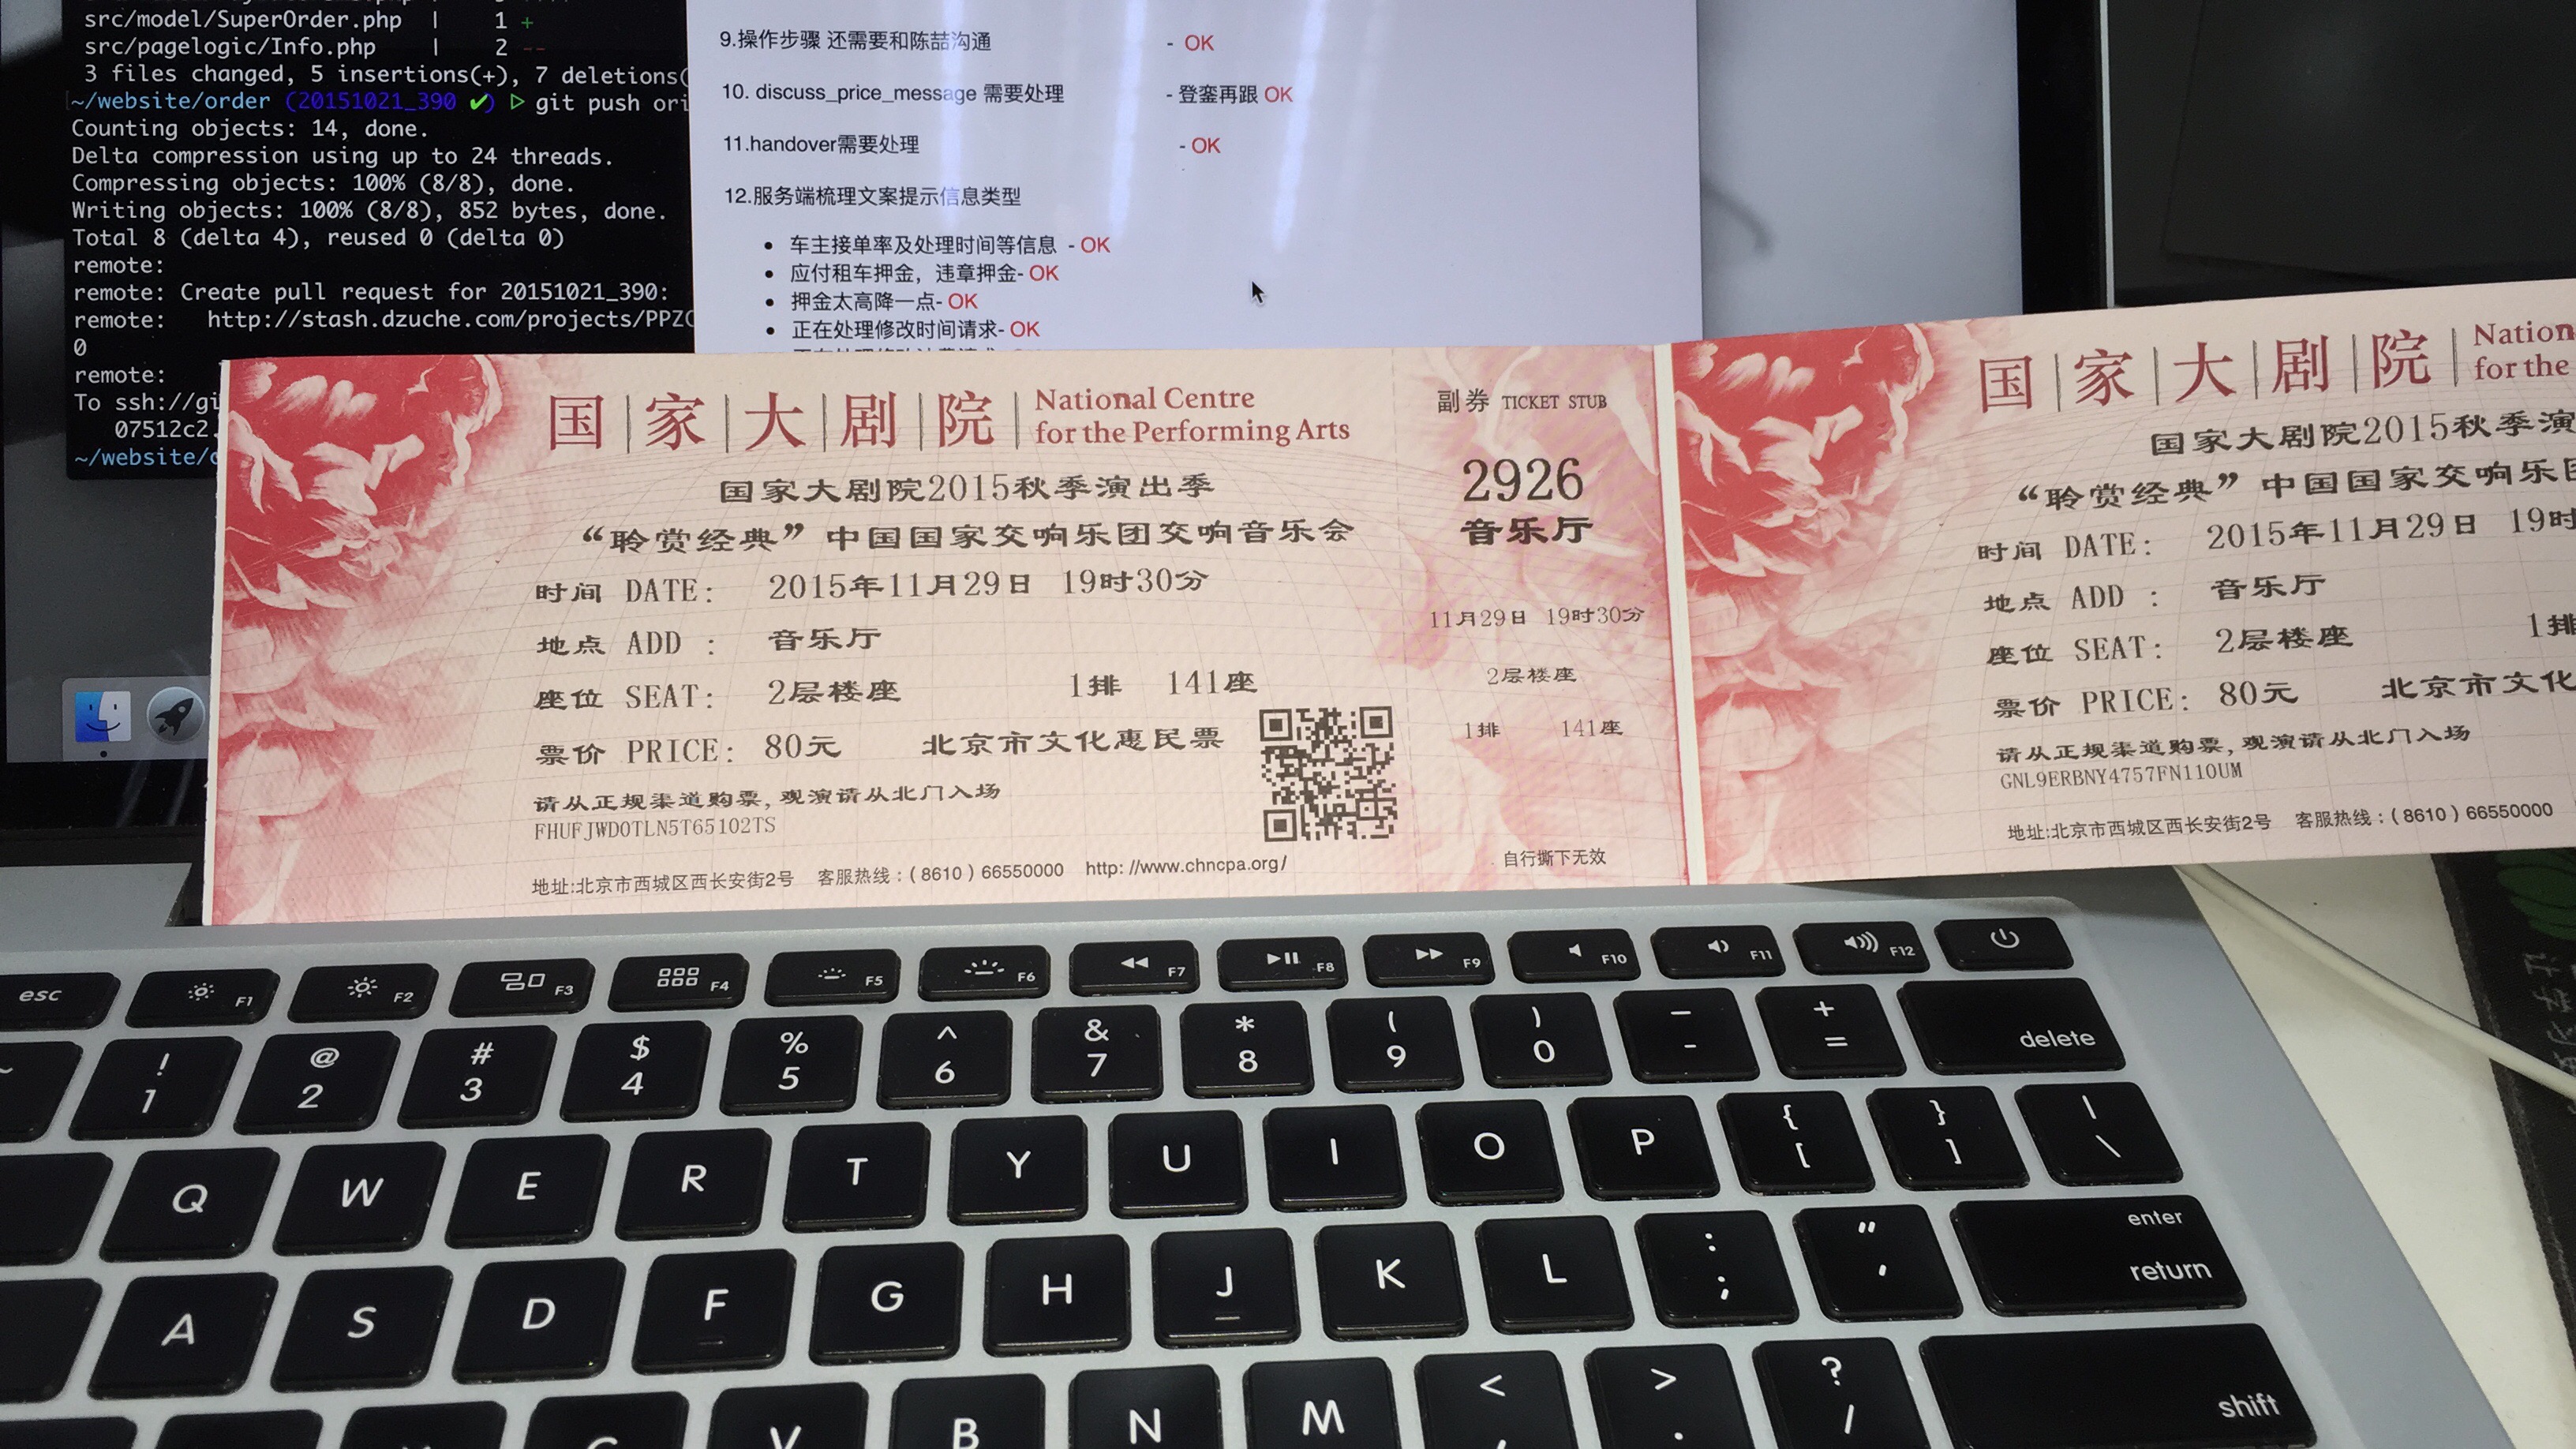 src/model/SuperOrder.php | 1 +
src/pagelogic/Info.php | 2 --
3 files changed, 5 insertions(+), 7 deletions(
~/website/order (20151021_390 ✔) ▷ git push ori
Counting objects: 14, done.
Delta compression using up to 24 threads.
Compressing objects: 100% (8/8), done.
Writing objects: 100% (8/8), 852 bytes, done.
Total 8 (delta 4), reused 0 (delta 0)
remote:
remote: Create pull request for 20151021_390:
remote: http://stash.dzuche.com/projects/PPZC
0
remote:
To ssh://gi
07512c2.
~/website/o
9.操作步骤 还需要和陈喆沟通 - OK
10. discuss_price_message 需要处理 - 登銮再跟 OK
11.handover需要处理 - OK
12.服务端梳理文案提示信息类型
• 车主接单率及处理时间等信息 - OK
• 应付租车押金，违章押金- OK
• 押金太高降一点- OK
• 正在处理修改时间请求- OK
国家大剧院 National Centre
for the Performing Arts
国家大剧院2015秋季演出季
“聆赏经典”中国国家交响乐团交响音乐会
时间 DATE: 2015年11月29日 19时30分
地点 ADD : 音乐厅
座位 SEAT: 2层楼座 1排 141座
票价 PRICE: 80元 北京市文化惠民票
请从正规渠道购票,观演请从北门入场
FHUFJWDOTLN5T65102TS
地址:北京市西城区西长安街2号 客服热线：(8610) 66550000 http: //www.chncpa.org/
副券 TICKET STUB
2926
音乐厅
11月29日 19时30分
2层楼座
1排 141座
自行撕下无效
国家大剧院 Nation
for the
国家大剧院2015秋季演
“聆赏经典”中国国家交响乐团
时间 DATE: 2015年11月29日 19时
地点 ADD : 音乐厅
座位 SEAT: 2层楼座 1排
票价 PRICE: 80元 北京市文化
请从正规渠道购票,观演请从北门入场
GNL9ERBNY4757FN110UM
地址:北京市西城区西长安街2号 客服热线：(8610) 66550000
esc F1 F2 F3 F4 F5 F6 F7 F8 F9 F10 F11 F12
~ ! 1 @ 2 # 3 $ 4 % 5 ^ 6 & 7 * 8 ( 9 ) 0 — - + = delete
Q W E R T Y U I O P { [ } ] | \
A S D F G H J K L : ; " ' enter return
V B N M < , > . ? / shift